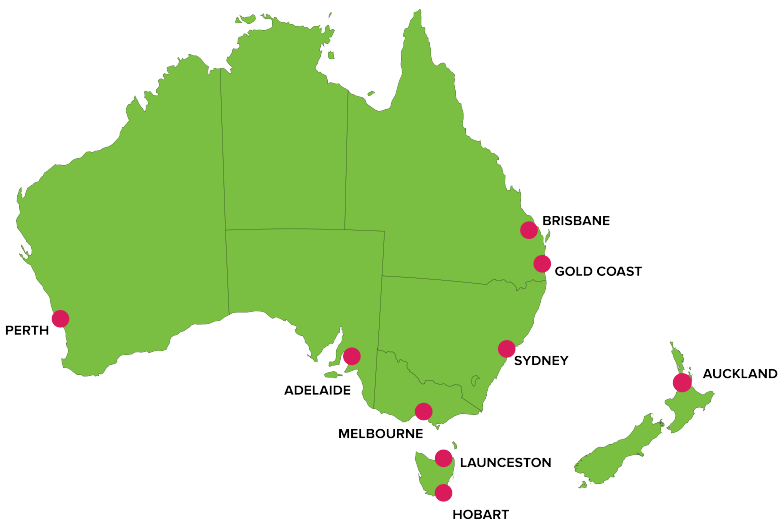 BRISBANE
GOLD COAST
PERTH
SYDNEY
AUCKLAND
ADELAIDE
MELBOURNE
LAUNCESTON
HOBART